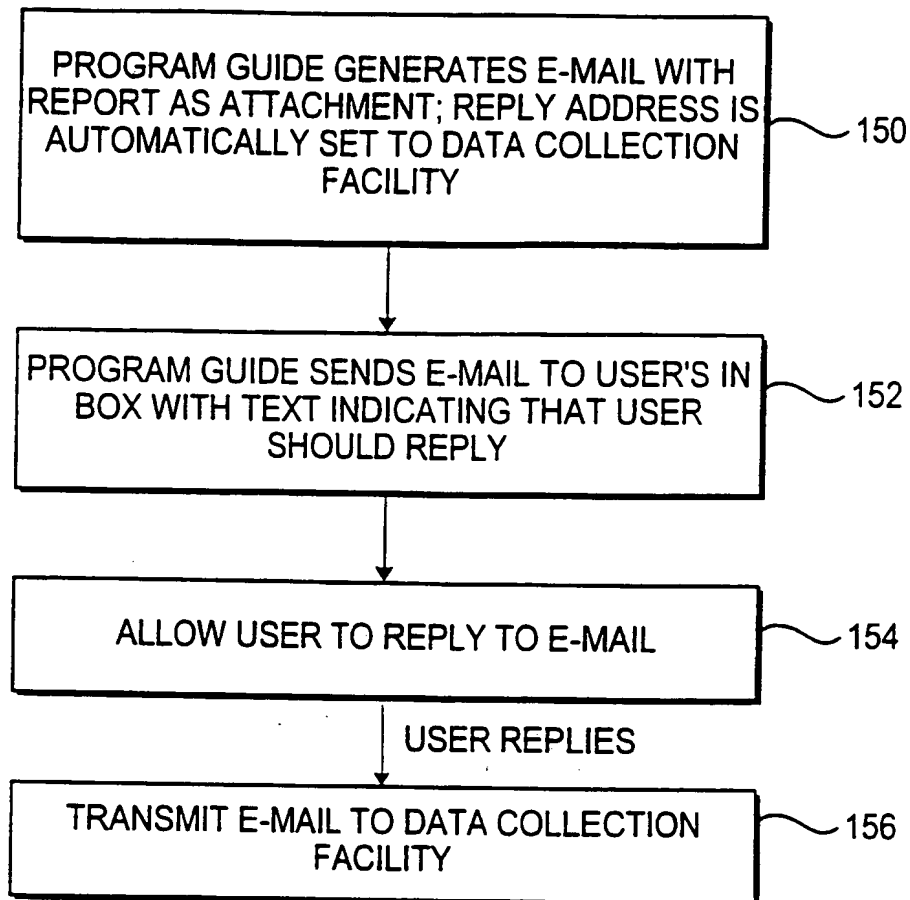 PROGRAM GUIDE GENERATES E-MAIL WITH
REPORT AS ATTACHMENT; REPLY ADDRESS IS
AUTOMATICALLY SET TO DATA COLLECTION
FACILITY
150
PROGRAM GUIDE SENDS E-MAIL TO USER'S IN
BOX WITH TEXT INDICATING THAT USER
SHOULD REPLY
152
ALLOW USER TO REPLY TO E-MAIL
154
USER REPLIES
TRANSMIT E-MAIL TO DATA COLLECTION
FACILITY
156